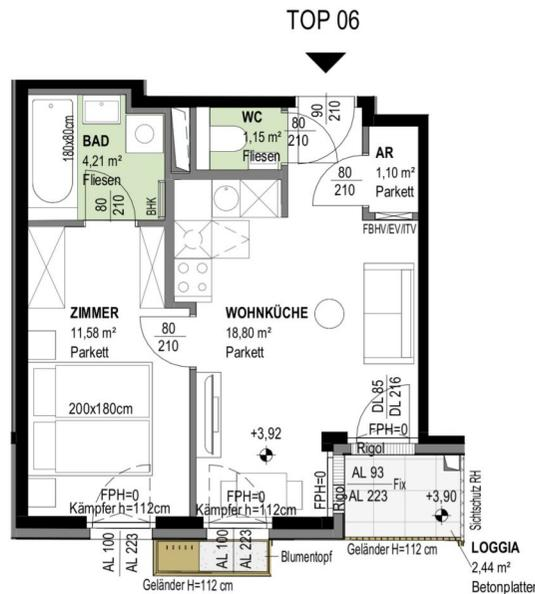 TOP 06
90
210
WC
1,15 m²
Fliesen
80
210
180x80cm
BAD
4,21 m²
Fliesen
80
210
BHK
AR
1,10 m²
Parkett
80
210
FBHV/EV/ITV
ZIMMER
11,58 m²
Parkett
80
210
WOHNKÜCHE
18,80 m²
Parkett
200x180cm
+3,92
DL 85
DL 216
FPH=0
Rigol
AL 93
AL 223
Fix
+3,90
FPH=0
Rigol
Sichtschutz RH
FPH=0
Kämpfer h=112cm
FPH=0
Kämpfer h=112cm
AL 100
AL 223
AL 100
AL 223
Blumentopf
Geländer H=112 cm
Geländer H=112 cm
LOGGIA
2,44 m²
Betonplatten